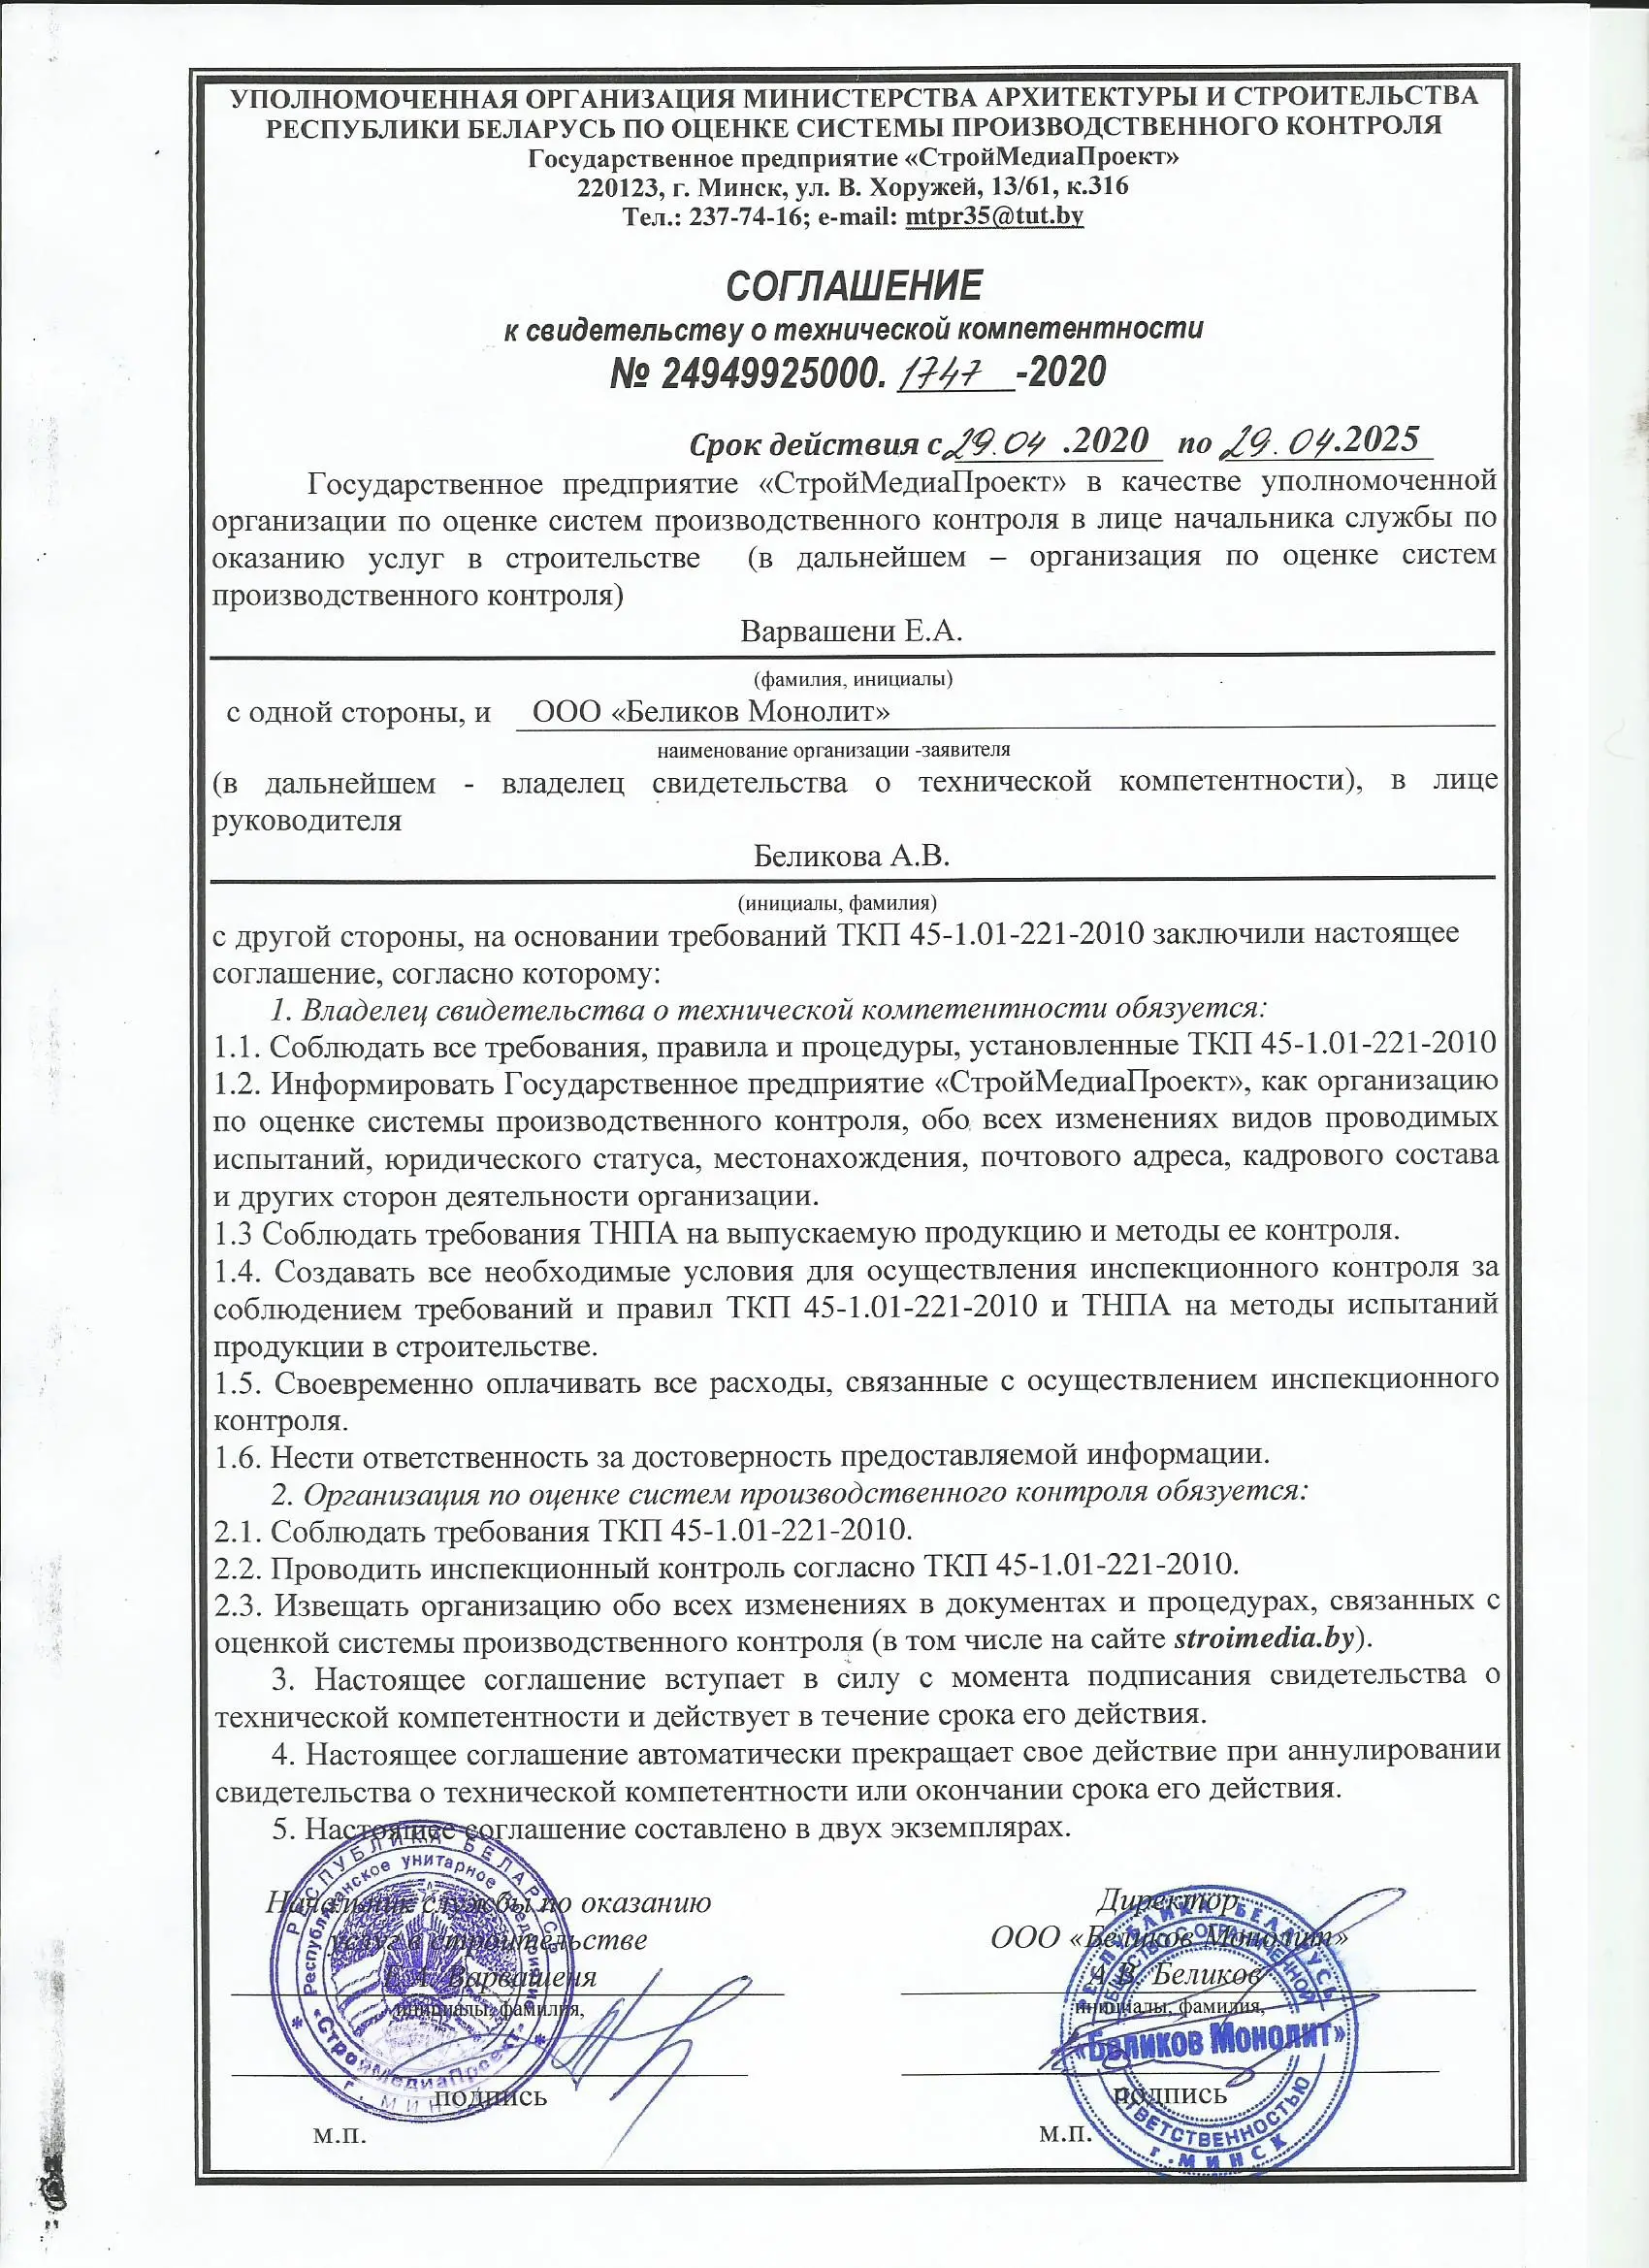 УПОЛНОМОЧЕННАЯ ОРГАНИЗАЦИЯ МИНИСТЕРСТВА АРХИТЕКТУРЫ И СТРОИТЕЛЬСТВА
РЕСПУБЛИКИ БЕЛАРУСЬ ПО ОЦЕНКЕ СИСТЕМЫ ПРОИЗВОДСТВЕННОГО КОНТРОЛЯ
Государственное предприятие «СтройМедиаПроект»
220123, г. Минск, ул. В. Хоружей, 13/61, к.316
Тел.: 237-74-16; e-mail: mtpr35@tut.by
СОГЛАШЕНИЕ
к свидетельству о технической компетентности
№ 24949925000. 1747 -2020
Срок действия с 29.04 .2020 по 29.04.2025
Государственное предприятие «СтройМедиаПроект» в качестве уполномоченной
организации по оценке систем производственного контроля в лице начальника службы по
оказанию услуг в строительстве (в дальнейшем – организация по оценке систем
производственного контроля)
Варвашени Е.А.
(фамилия, инициалы)
с одной стороны, и ООО «Беликов Монолит»
наименование организации -заявителя
(в дальнейшем - владелец свидетельства о технической компетентности), в лице
руководителя
Беликова А.В.
(инициалы, фамилия)
с другой стороны, на основании требований ТКП 45-1.01-221-2010 заключили настоящее
соглашение, согласно которому:
1. Владелец свидетельства о технической компетентности обязуется:
1.1. Соблюдать все требования, правила и процедуры, установленные ТКП 45-1.01-221-2010
1.2. Информировать Государственное предприятие «СтройМедиаПроект», как организацию
по оценке системы производственного контроля, обо всех изменениях видов проводимых
испытаний, юридического статуса, местонахождения, почтового адреса, кадрового состава
и других сторон деятельности организации.
1.3 Соблюдать требования ТНПА на выпускаемую продукцию и методы ее контроля.
1.4. Создавать все необходимые условия для осуществления инспекционного контроля за
соблюдением требований и правил ТКП 45-1.01-221-2010 и ТНПА на методы испытаний
продукции в строительстве.
1.5. Своевременно оплачивать все расходы, связанные с осуществлением инспекционного
контроля.
1.6. Нести ответственность за достоверность предоставляемой информации.
2. Организация по оценке систем производственного контроля обязуется:
2.1. Соблюдать требования ТКП 45-1.01-221-2010.
2.2. Проводить инспекционный контроль согласно ТКП 45-1.01-221-2010.
2.3. Извещать организацию обо всех изменениях в документах и процедурах, связанных с
оценкой системы производственного контроля (в том числе на сайте stroimedia.by).
3. Настоящее соглашение вступает в силу с момента подписания свидетельства о
технической компетентности и действует в течение срока его действия.
4. Настоящее соглашение автоматически прекращает свое действие при аннулировании
свидетельства о технической компетентности или окончании срока его действия.
5. Настоящее соглашение составлено в двух экземплярах.
Начальник службы по оказанию
услуг в строительстве
Е.А. Варвашеня
инициалы, фамилия,
подпись
м.п.
РЕСПУБЛИКА БЕЛАРУСЬ
Республиканское унитарное предприятие
«СтройМедиаПроект»
г. МИНСК
Директор
ООО «Беликов Монолит»
А.В. Беликов
инициалы, фамилия,
подпись
м.п.
РЕСПУБЛИКА БЕЛАРУСЬ
ОБЩЕСТВО С ОГРАНИЧЕННОЙ
«Беликов Монолит»
ОТВЕТСТВЕННОСТЬЮ
г. МИНСК